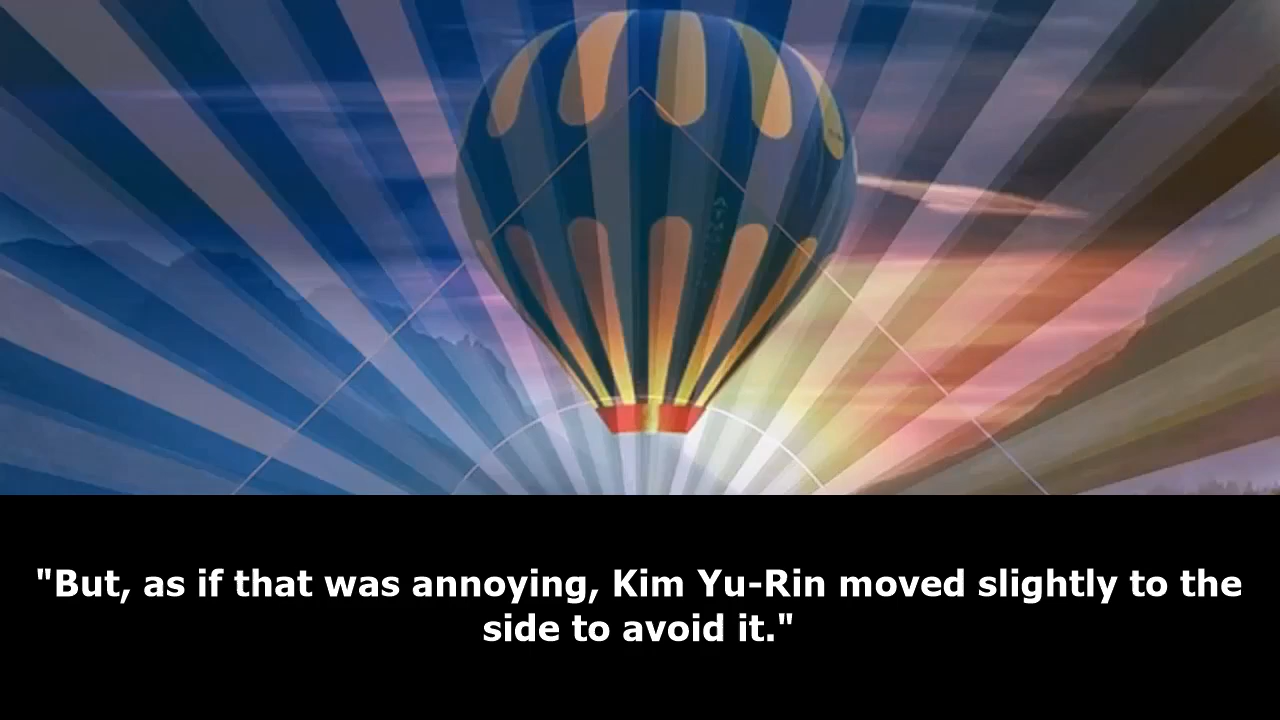 "But, as if that was annoying, Kim Yu-Rin moved slightly to the
side to avoid it."